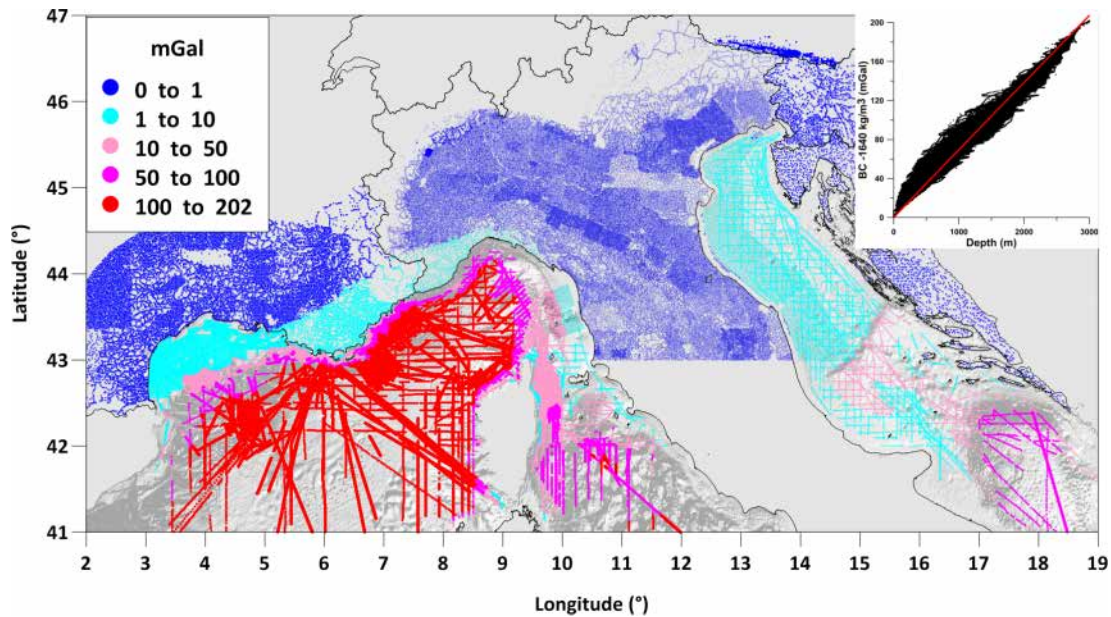 mGal
0 to 1
1 to 10
10 to 50
50 to 100
100 to 202
47
46
45
44
43
42
41
Latitude (°)
2 3 4 5 6 7 8 9 10 11 12 13 14 15 16 17 18 19
Longitude (°)
200
160
120
80
40
0
BC -1640 kg/m3 (mGal)
0 1000 2000 3000
Depth (m)